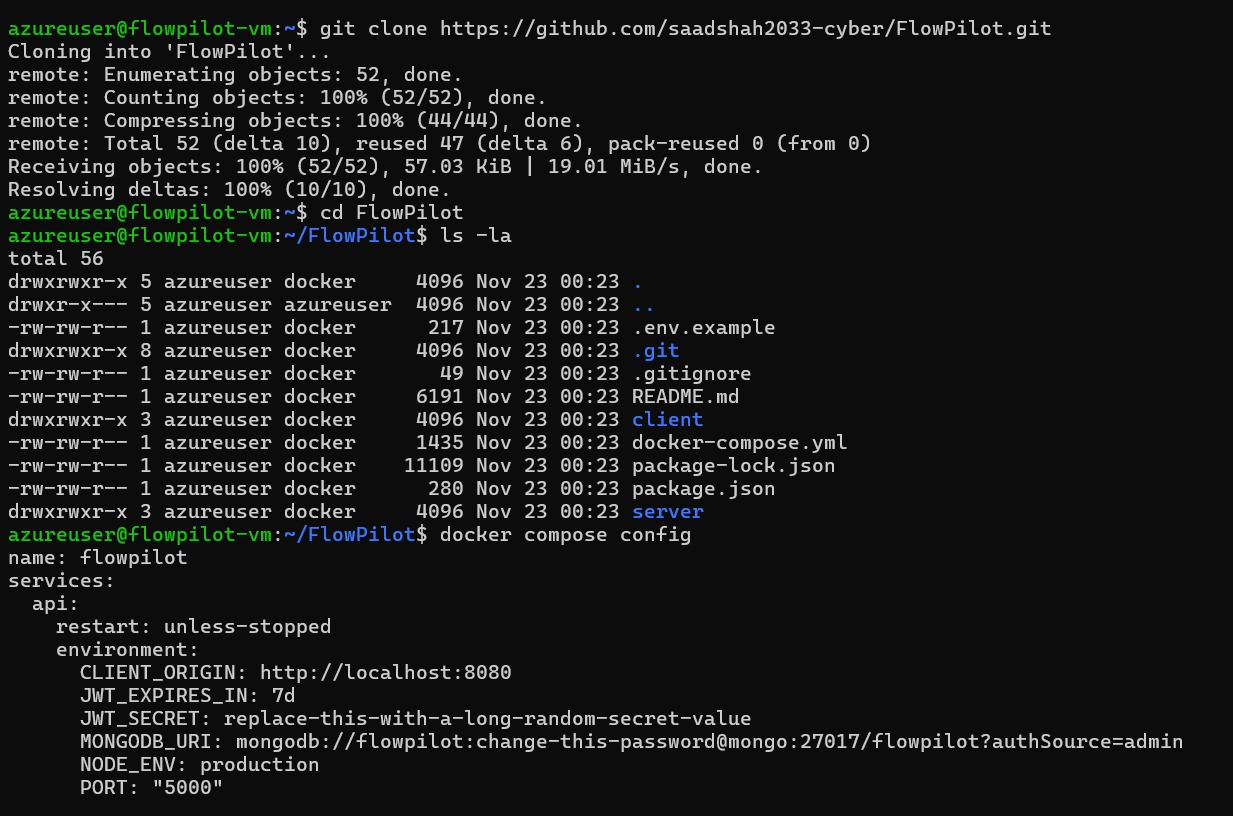 azureuser@flowpilot-vm:~$ git clone https://github.com/saadshah2033-cyber/FlowPilot.git
Cloning into 'FlowPilot'...
remote: Enumerating objects: 52, done.
remote: Counting objects: 100% (52/52), done.
remote: Compressing objects: 100% (44/44), done.
remote: Total 52 (delta 10), reused 47 (delta 6), pack-reused 0 (from 0)
Receiving objects: 100% (52/52), 57.03 KiB | 19.01 MiB/s, done.
Resolving deltas: 100% (10/10), done.
azureuser@flowpilot-vm:~$ cd FlowPilot
azureuser@flowpilot-vm:~/FlowPilot$ ls -la
total 56
drwxrwxr-x 5 azureuser docker     4096 Nov 23 00:23 .
drwxr-x--- 5 azureuser azureuser  4096 Nov 23 00:23 ..
-rw-rw-r-- 1 azureuser docker      217 Nov 23 00:23 .env.example
drwxrwxr-x 8 azureuser docker     4096 Nov 23 00:23 .git
-rw-rw-r-- 1 azureuser docker       49 Nov 23 00:23 .gitignore
-rw-rw-r-- 1 azureuser docker     6191 Nov 23 00:23 README.md
drwxrwxr-x 3 azureuser docker     4096 Nov 23 00:23 client
-rw-rw-r-- 1 azureuser docker     1435 Nov 23 00:23 docker-compose.yml
-rw-rw-r-- 1 azureuser docker    11109 Nov 23 00:23 package-lock.json
-rw-rw-r-- 1 azureuser docker      280 Nov 23 00:23 package.json
drwxrwxr-x 3 azureuser docker     4096 Nov 23 00:23 server
azureuser@flowpilot-vm:~/FlowPilot$ docker compose config
name: flowpilot
services:
  api:
    restart: unless-stopped
    environment:
      CLIENT_ORIGIN: http://localhost:8080
      JWT_EXPIRES_IN: 7d
      JWT_SECRET: replace-this-with-a-long-random-secret-value
      MONGODB_URI: mongodb://flowpilot:change-this-password@mongo:27017/flowpilot?authSource=admin
      NODE_ENV: production
      PORT: "5000"